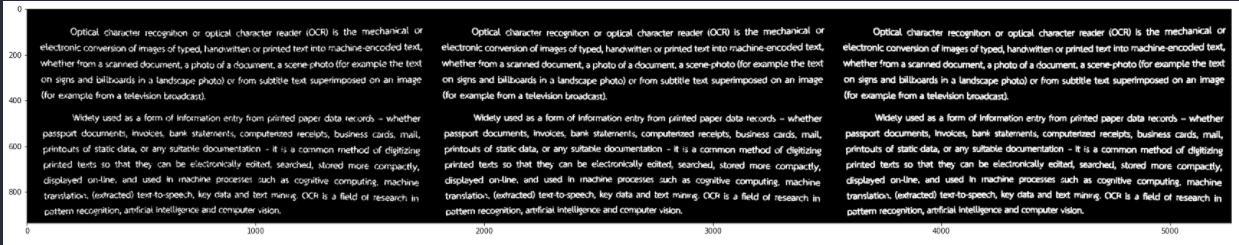 0
200
400
600
800
Optical character recognition or optical character reader (OCR) is the mechanical or
electronic conversion of images of typed, handwritten or printed text into machine-encoded text,
whether from a scanned document, a photo of a document, a scene-photo (for example the text
on signs and billboards in a landscape photo) or from subtitle text superimposed on an image
(for example from a television broadcast).
Widely used as a form of information entry from printed paper data records – whether
passport documents, invoices, bank statements, computerized receipts, business cards, mail,
printouts of static-data, or any suitable documentation – it is a common method of digitizing
printed texts so that they can be electronically edited, searched, stored more compactly,
displayed on-line, and used in machine processes such as cognitive computing, machine
translation, (extracted) text-to-speech, key data and text mining. OCR is a field of research in
pattern recognition, artificial intelligence and computer vision.
Optical character recognition or optical character reader (OCR) is the mechanical or
electronic conversion of images of typed, handwritten or printed text into machine-encoded text,
whether from a scanned document, a photo of a document, a scene-photo (for example the text
on signs and billboards in a landscape photo) or from subtitle text superimposed on an image
(for example from a television broadcast).
Widely used as a form of information entry from printed paper data records – whether
passport documents, invoices, bank statements, computerized receipts, business cards, mail,
printouts of static-data, or any suitable documentation – it is a common method of digitizing
printed texts so that they can be electronically edited, searched, stored more compactly,
displayed on-line, and used in machine processes such as cognitive computing, machine
translation, (extracted) text-to-speech, key data and text mining. OCR is a field of research in
pattern recognition, artificial intelligence and computer vision.
Optical character recognition or optical character reader (OCR) is the mechanical or
electronic conversion of images of typed, handwritten or printed text into machine-encoded text,
whether from a scanned document, a photo of a document, a scene-photo (for example the text
on signs and billboards in a landscape photo) or from subtitle text superimposed on an image
(for example from a television broadcast).
Widely used as a form of information entry from printed paper data records – whether
passport documents, invoices, bank statements, computerized receipts, business cards, mail,
printouts of static-data, or any suitable documentation – it is a common method of digitizing
printed texts so that they can be electronically edited, searched, stored more compactly,
displayed on-line, and used in machine processes such as cognitive computing, machine
translation, (extracted) text-to-speech, key data and text mining. OCR is a field of research in
pattern recognition, artificial intelligence and computer vision.
0 1000 2000 3000 4000 5000